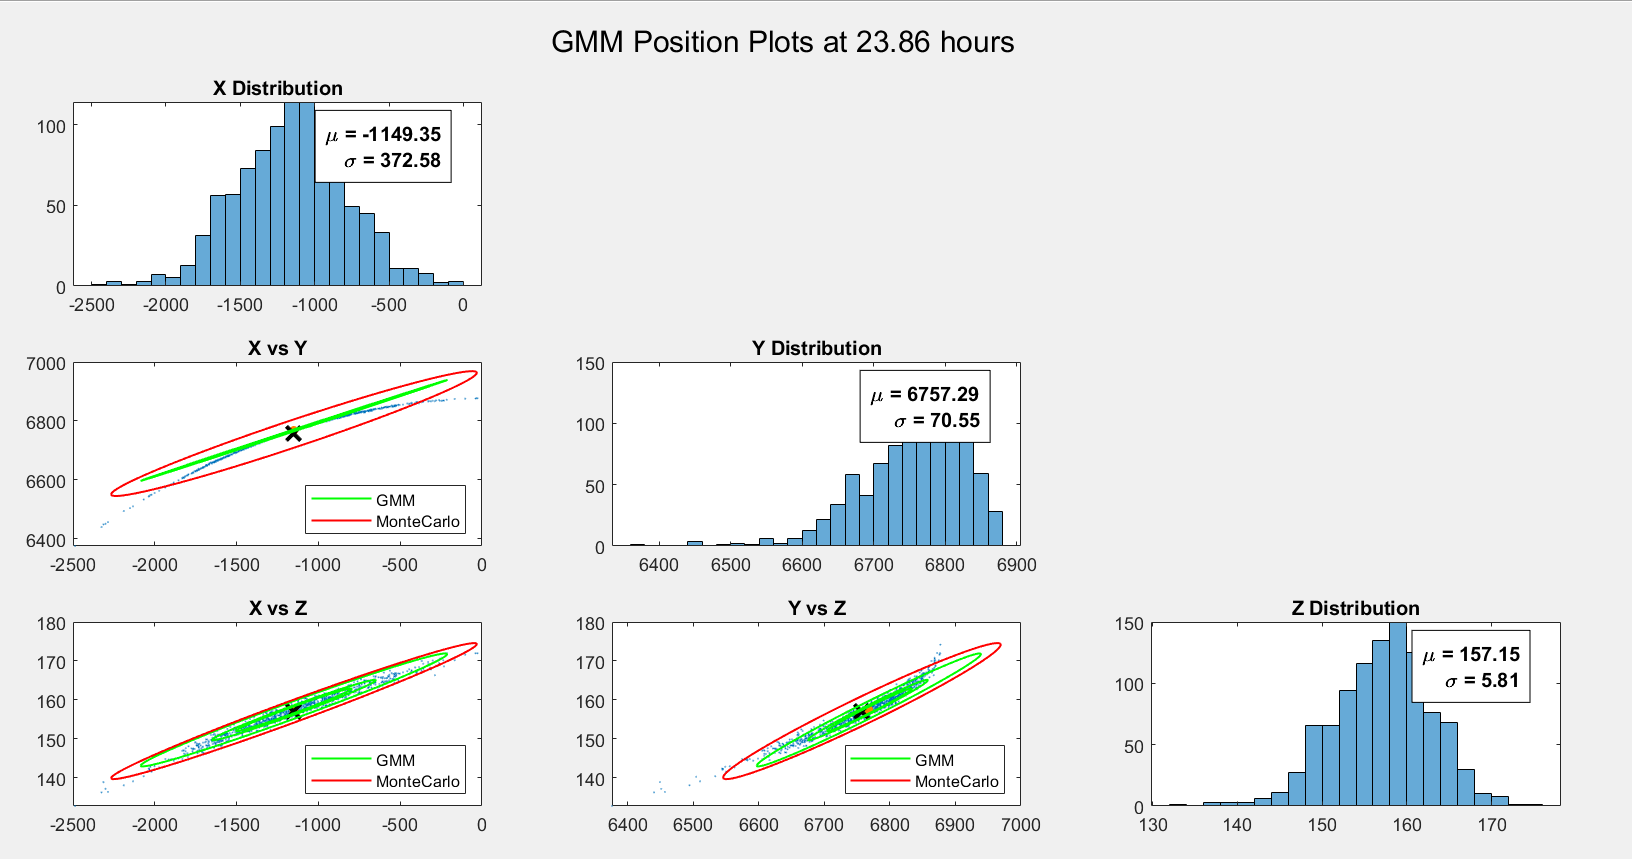 GMM Position Plots at 23.86 hours
X Distribution
μ = -1149.35
σ = 372.58
100
50
0
-2500 -2000 -1500 -1000 -500 0
X vs Y
7000
6800
6600
6400
GMM
MonteCarlo
-2500 -2000 -1500 -1000 -500 0
Y Distribution
μ = 6757.29
σ = 70.55
150
100
50
0
6400 6500 6600 6700 6800 6900
X vs Z
180
170
160
150
140
GMM
MonteCarlo
-2500 -2000 -1500 -1000 -500 0
Y vs Z
180
170
160
150
140
GMM
MonteCarlo
6400 6500 6600 6700 6800 6900 7000
Z Distribution
μ = 157.15
σ = 5.81
150
100
50
0
130 140 150 160 170